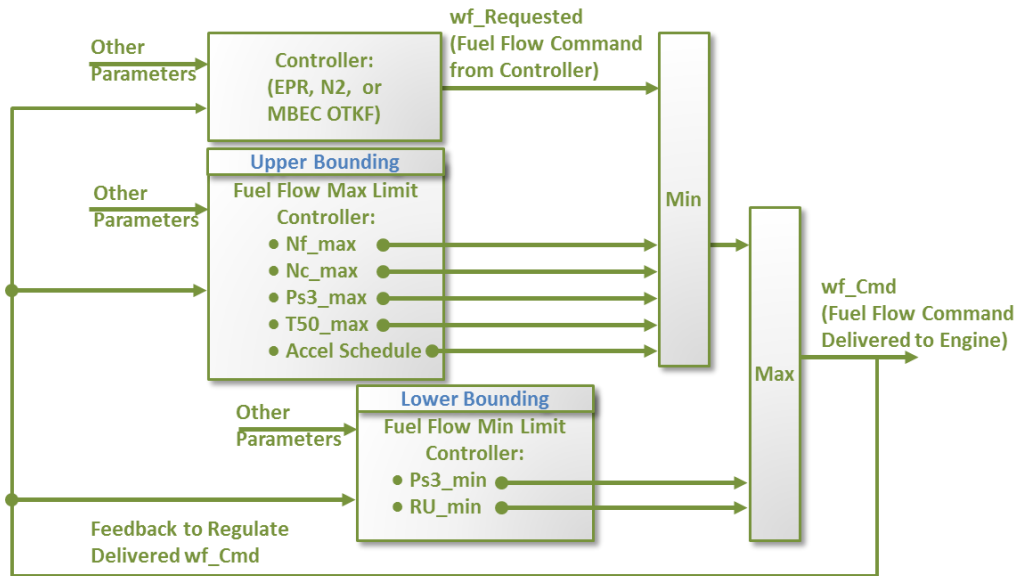 Other
Parameters
Controller:
(EPR, N2, or
MBEC OTKF)
wf_Requested
(Fuel Flow Command
from Controller)
Upper Bounding
Other
Parameters
Fuel Flow Max Limit
Controller:
• Nf_max
• Nc_max
• Ps3_max
• T50_max
• Accel Schedule
Min
Lower Bounding
Other
Parameters
Fuel Flow Min Limit
Controller:
• Ps3_min
• RU_min
Max
wf_Cmd
(Fuel Flow Command
Delivered to Engine)
Feedback to Regulate
Delivered wf_Cmd